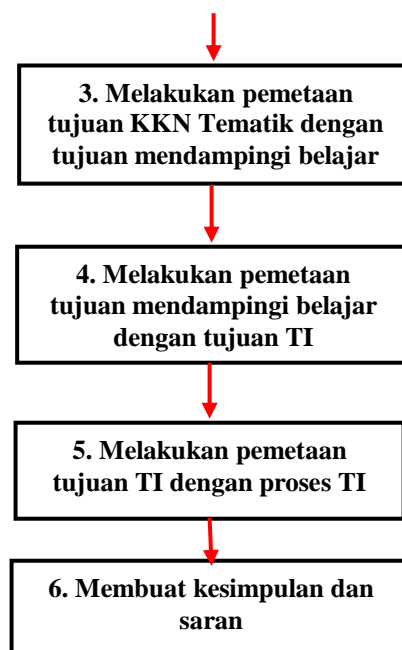 3. Melakukan pemetaan
tujuan KKN Tematik dengan
tujuan mendampingi belajar
4. Melakukan pemetaan
tujuan mendampingi belajar
dengan tujuan TI
5. Melakukan pemetaan
tujuan TI dengan proses TI
6. Membuat kesimpulan dan
saran